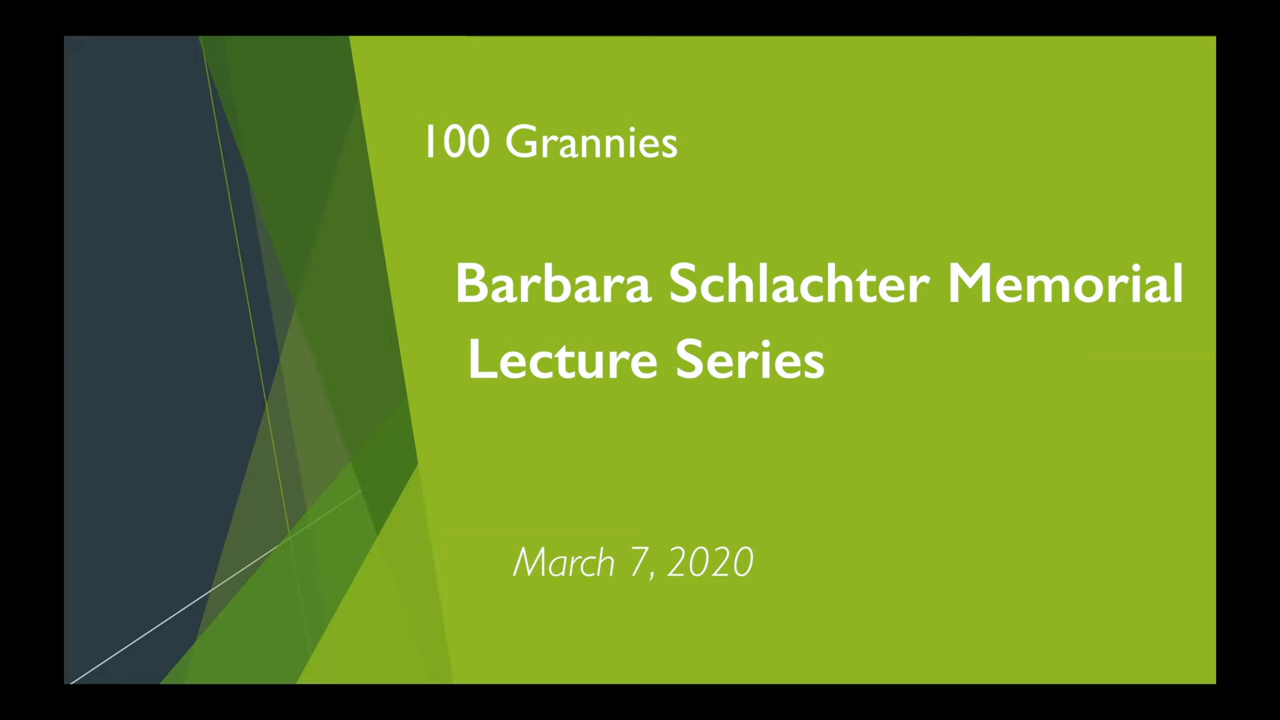 100 Grannies
Barbara Schlachter Memorial
Lecture Series
March 7, 2020